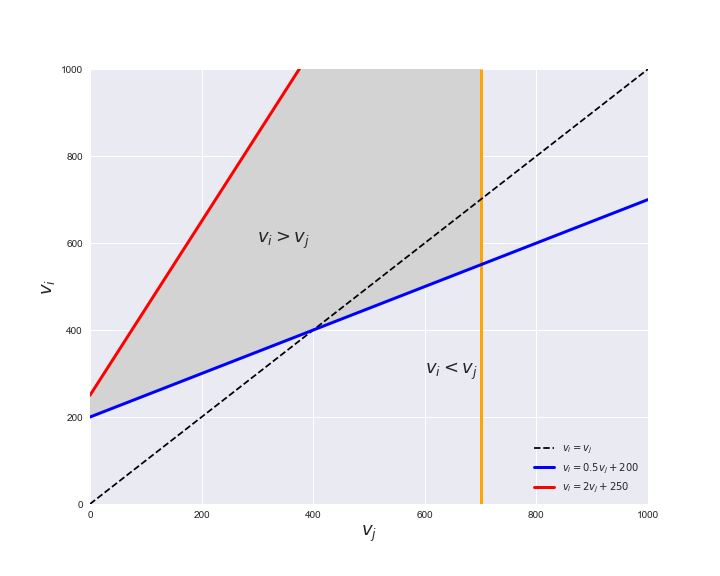 1000
800
600
400
200
0
v_i
v_i > v_j
v_i < v_j
v_i = v_j
v_i = 0.5v_j + 200
v_i = 2v_j + 250
0 200 400 600 800 1000
v_j